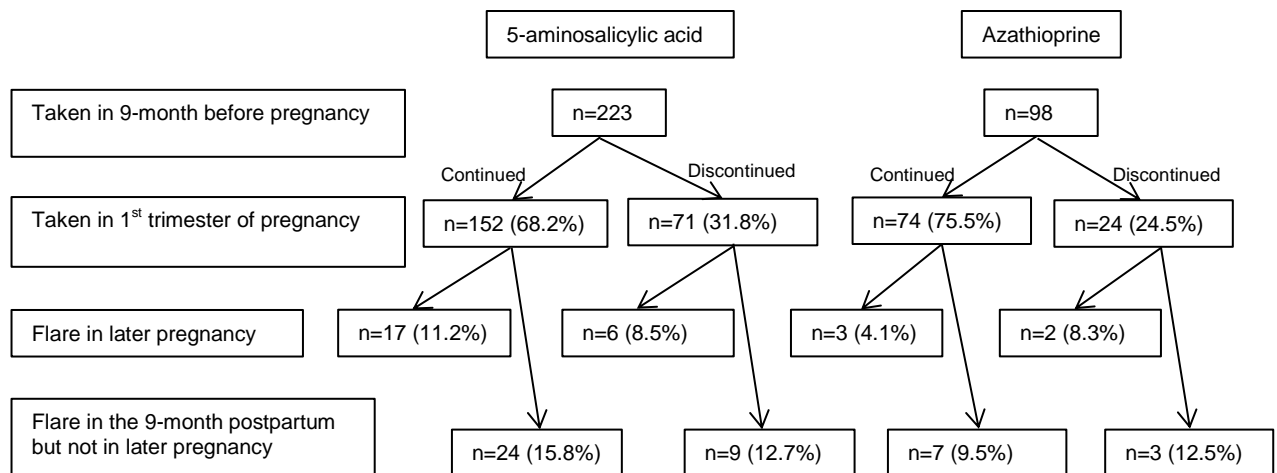 5-aminosalicylic acid
Azathioprine
Taken in 9-month before pregnancy
n=223
n=98
Continued
Discontinued
Continued
Discontinued
Taken in 1st trimester of pregnancy
n=152 (68.2%)
n=71 (31.8%)
n=74 (75.5%)
n=24 (24.5%)
Flare in later pregnancy
n=17 (11.2%)
n=6 (8.5%)
n=3 (4.1%)
n=2 (8.3%)
Flare in the 9-month postpartum
but not in later pregnancy
n=24 (15.8%)
n=9 (12.7%)
n=7 (9.5%)
n=3 (12.5%)